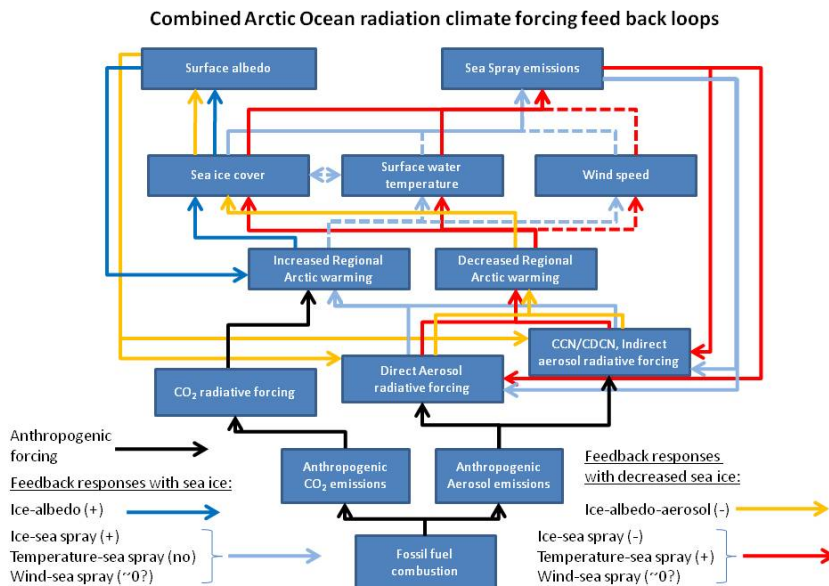 Combined Arctic Ocean radiation climate forcing feed back loops
Surface albedo
Sea Spray emissions
Sea ice cover
Surface water
temperature
Wind speed
Increased Regional
Arctic warming
Decreased Regional
Arctic warming
CCN/CDCN, Indirect
aerosol radiative forcing
Direct Aerosol
radiative forcing
CO₂ radiative forcing
Anthropogenic
forcing
Anthropogenic
CO₂ emissions
Anthropogenic
Aerosol emissions
Fossil fuel
combustion
Feedback responses with sea ice:
Ice-albedo (+)
Ice-sea spray (+)
Temperature-sea spray (no)
Wind-sea spray (~0?)
Feedback responses
with decreased sea ice:
Ice-albedo-aerosol (-)
Ice-sea spray (-)
Temperature-sea spray (+)
Wind-sea spray (~0?)